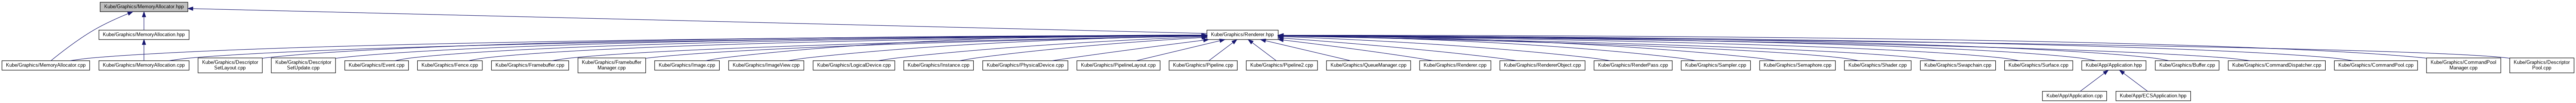 Kube/Graphics/MemoryAllocator.hpp
Kube/Graphics/MemoryAllocation.hpp
Kube/Graphics/Renderer.hpp
Kube/Graphics/MemoryAllocator.cpp
Kube/Graphics/MemoryAllocation.cpp
Kube/Graphics/Descriptor
SetLayout.cpp
Kube/Graphics/Descriptor
SetUpdate.cpp
Kube/Graphics/Event.cpp
Kube/Graphics/Fence.cpp
Kube/Graphics/Framebuffer.cpp
Kube/Graphics/Framebuffer
Manager.cpp
Kube/Graphics/Image.cpp
Kube/Graphics/ImageView.cpp
Kube/Graphics/LogicalDevice.cpp
Kube/Graphics/Instance.cpp
Kube/Graphics/PhysicalDevice.cpp
Kube/Graphics/PipelineLayout.cpp
Kube/Graphics/Pipeline.cpp
Kube/Graphics/Pipeline2.cpp
Kube/Graphics/QueueManager.cpp
Kube/Graphics/Renderer.cpp
Kube/Graphics/RendererObject.cpp
Kube/Graphics/RenderPass.cpp
Kube/Graphics/Sampler.cpp
Kube/Graphics/Semaphore.cpp
Kube/Graphics/Shader.cpp
Kube/Graphics/Swapchain.cpp
Kube/Graphics/Surface.cpp
Kube/App/Application.hpp
Kube/Graphics/Buffer.cpp
Kube/Graphics/CommandDispatcher.cpp
Kube/Graphics/CommandPool.cpp
Kube/Graphics/CommandPool
Manager.cpp
Kube/Graphics/Descriptor
Pool.cpp
Kube/App/Application.cpp
Kube/App/ECSApplication.hpp